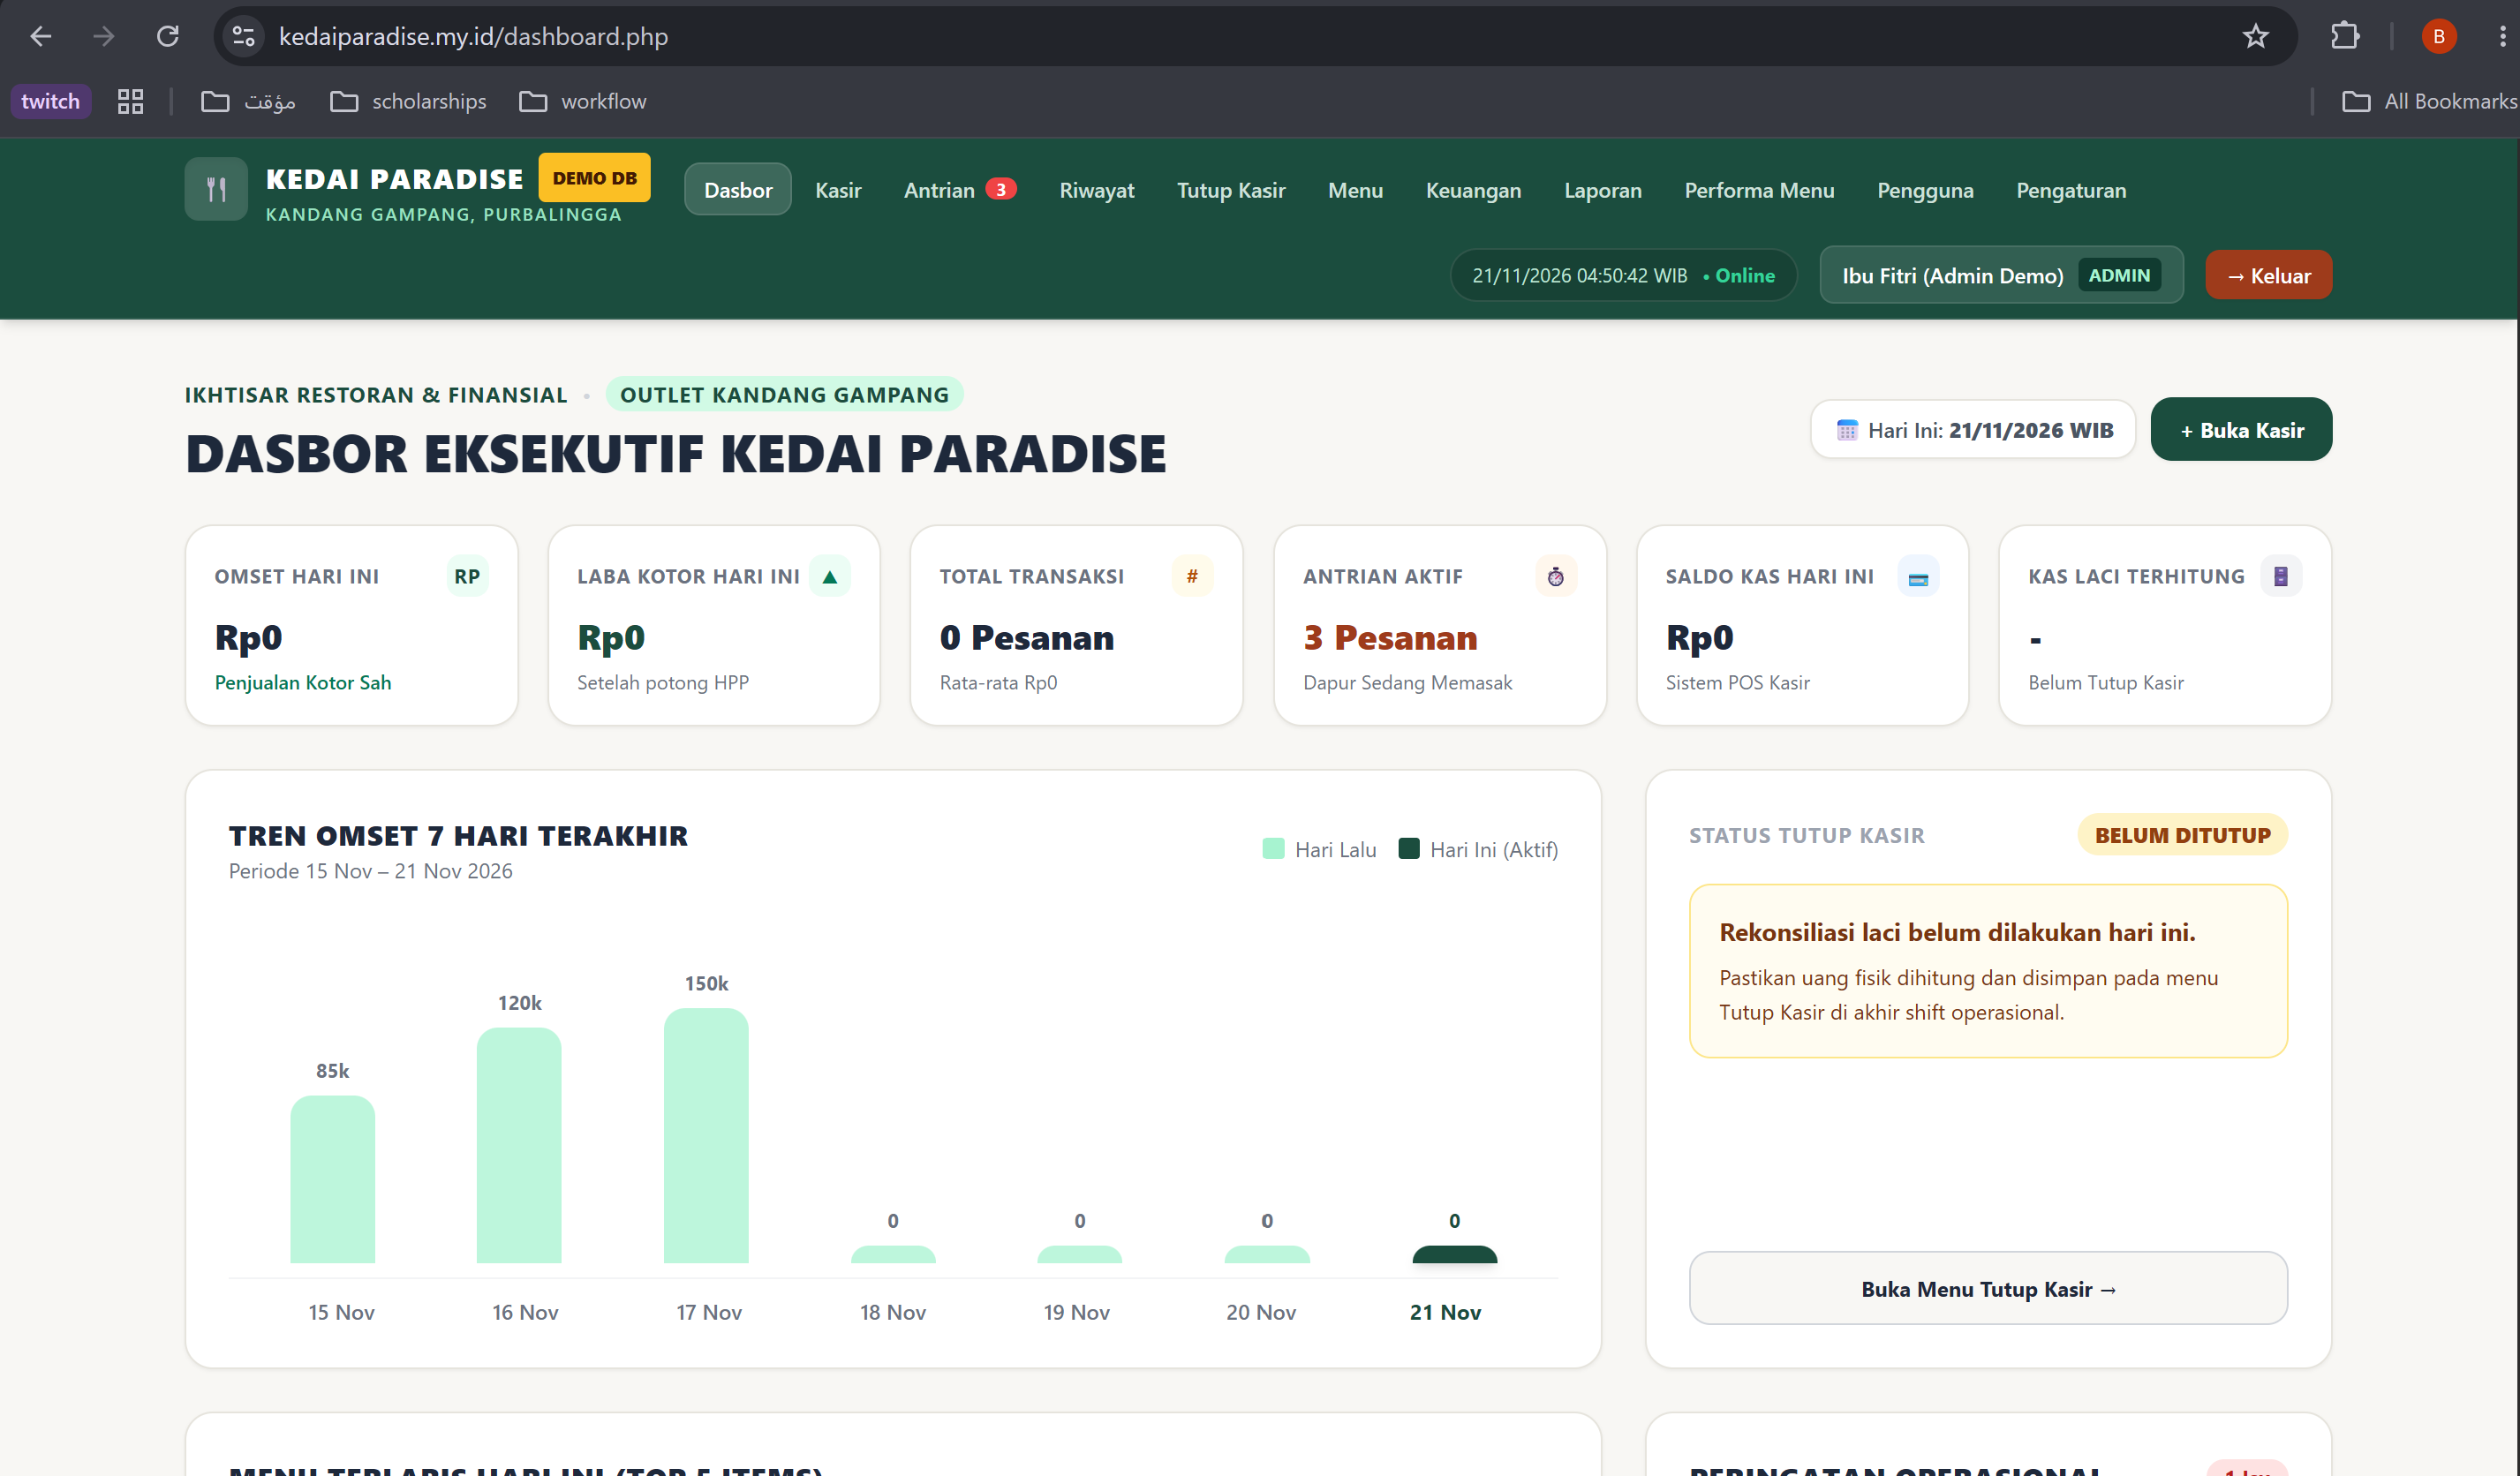 kedaiparadise.my.id/dashboard.php
B
twitch
مؤقت
scholarships
workflow
All Bookmarks
KEDAI PARADISE
DEMO DB
KANDANG GAMPANG, PURBALINGGA
Dasbor
Kasir
Antrian 3
Riwayat
Tutup Kasir
Menu
Keuangan
Laporan
Performa Menu
Pengguna
Pengaturan
21/11/2026 04:50:42 WIB • Online
Ibu Fitri (Admin Demo) ADMIN
→ Keluar
IKHTISAR RESTORAN & FINANSIAL • OUTLET KANDANG GAMPANG
DASBOR EKSEKUTIF KEDAI PARADISE
Hari Ini: 21/11/2026 WIB
+ Buka Kasir
OMSET HARI INI RP
Rp0
Penjualan Kotor Sah
LABA KOTOR HARI INI ▲
Rp0
Setelah potong HPP
TOTAL TRANSAKSI #
0 Pesanan
Rata-rata Rp0
ANTRIAN AKTIF
3 Pesanan
Dapur Sedang Memasak
SALDO KAS HARI INI
Rp0
Sistem POS Kasir
KAS LACI TERHITUNG
-
Belum Tutup Kasir
TREN OMSET 7 HARI TERAKHIR
Periode 15 Nov – 21 Nov 2026
Hari Lalu
Hari Ini (Aktif)
85k
120k
150k
0
0
0
0
15 Nov
16 Nov
17 Nov
18 Nov
19 Nov
20 Nov
21 Nov
STATUS TUTUP KASIR
BELUM DITUTUP
Rekonsiliasi laci belum dilakukan hari ini.
Pastikan uang fisik dihitung dan disimpan pada menu
Tutup Kasir di akhir shift operasional.
Buka Menu Tutup Kasir →
MENU TERLARIS HARI INI (TOP 5 ITEMS)
PERINGATAN OPERASIONAL